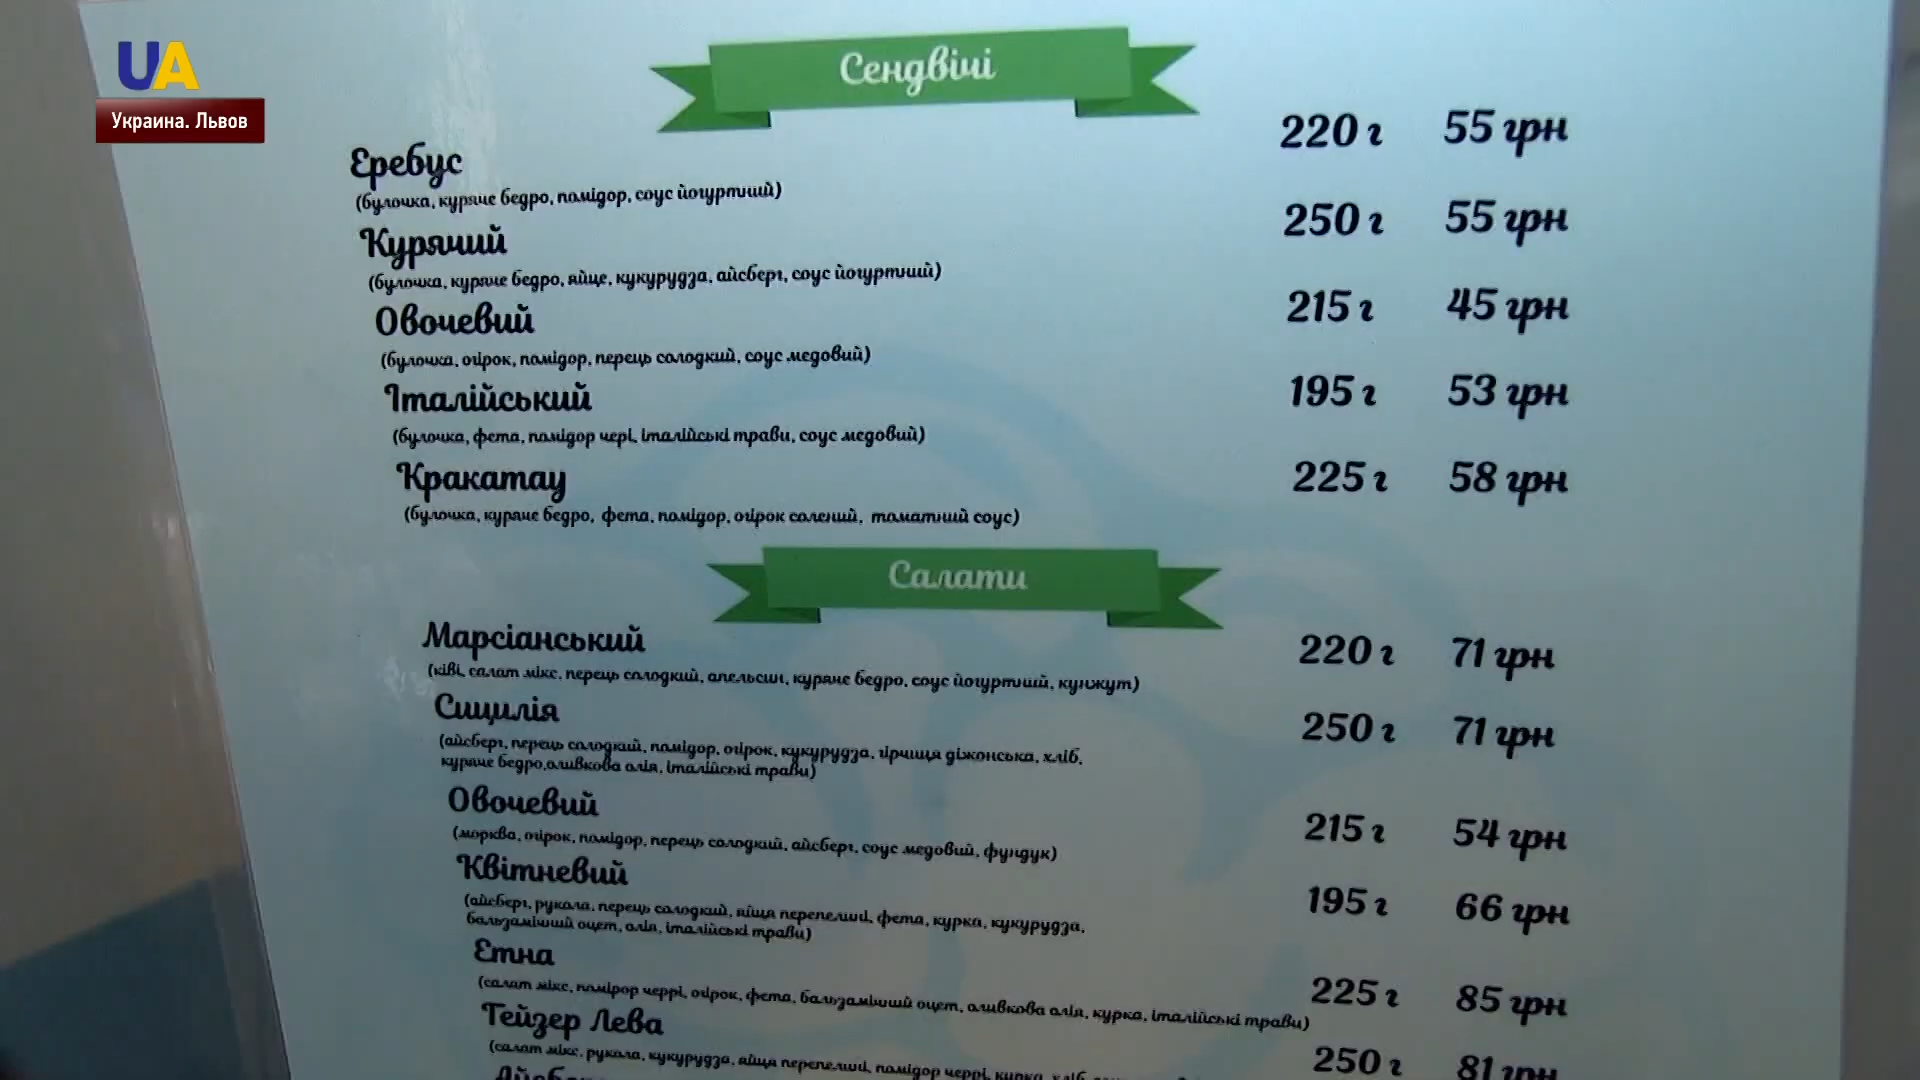 UA
Украина. Львов
Сендвічі
Еребус 220 г 55 грн
(булочка, куряче бедро, помідор, соус йогуртний)
Курячий 250 г 55 грн
(булочка, куряче бедро, яйце, кукурудза, айсберг, соус йогуртний)
Овочевий 215 г 45 грн
(булочка, огірок, помідор, перець солодкий, соус медовий)
Італійський 195 г 53 грн
(булочка, фета, помідор чері, італійські трави, соус медовий)
Кракатау 225 г 58 грн
(булочка, куряче бедро, фета, помідор, огірок солений, томатний соус)
Салати
Марсіанський 220 г 71 грн
(ківі, салат мікс, перець солодкий, апельсин, куряче бедро, соус йогуртний, кунжут)
Сицилія 250 г 71 грн
(айсберг, перець солодкий, помідор, огірок, кукурудза, гірчиця діжонська, хліб,
куряче бедро,оливкова олія, італійські трави)
Овочевий 215 г 54 грн
(морква, огірок, помідор, перець солодкий, айсберг, соус медовий, фундук)
Квітневий 195 г 66 грн
(айсберг, рукола, перець солодкий, яйця перепелині, фета, курка, кукурудза,
бальзамічний оцет, олія, італійські трави)
Етна 225 г 85 грн
(салат мікс, помірор черрі, огірок, фета, бальзамічний оцет, оливкова олія, курка, італійські трави)
Тейзер Лева 250 г 81 грн
(салат мікс, рукола, кукурудза, яйця перепелині, помідор черрі, курка, хліб,